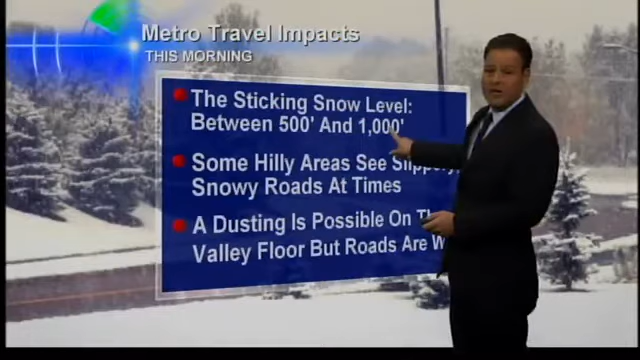 Metro Travel Impacts
THIS MORNING
The Sticking Snow Level:
Between 500' And 1,000'
Some Hilly Areas See Slippery,
Snowy Roads At Times
A Dusting Is Possible On
Valley Floor But Roads Are